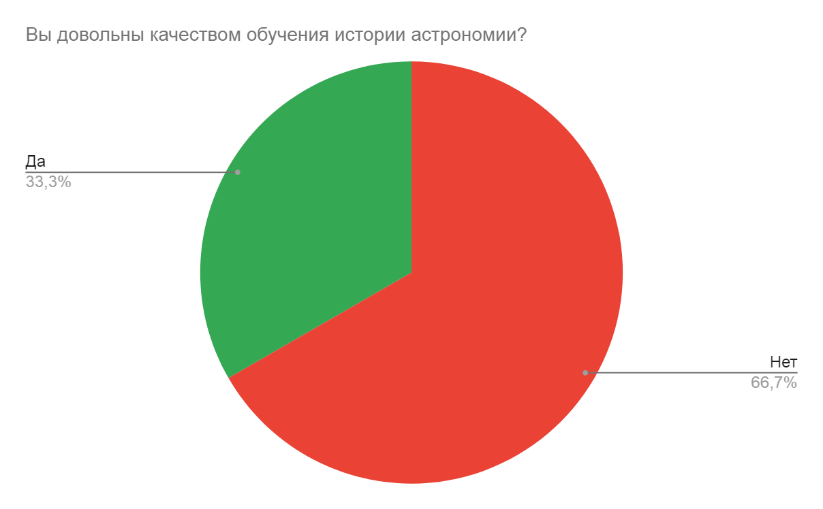 Вы довольны качеством обучения истории астрономии?
Да
33,3%
Нет
66,7%